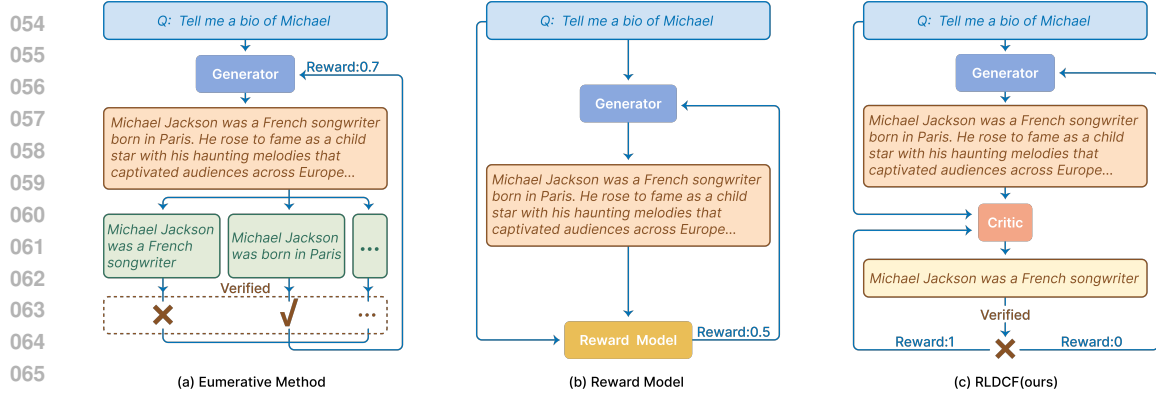 054
055
056
057
058
059
060
061
062
063
064
065
Q: Tell me a bio of Michael
Generator
Reward:0.7
Michael Jackson was a French songwriter
born in Paris. He rose to fame as a child
star with his haunting melodies that
captivated audiences across Europe...
Michael Jackson
was a French
songwriter
Michael Jackson
was born in Paris
...
Verified
...
(a) Eumerative Method
Q: Tell me a bio of Michael
Generator
Michael Jackson was a French songwriter
born in Paris. He rose to fame as a child
star with his haunting melodies that
captivated audiences across Europe...
Reward Model
Reward:0.5
(b) Reward Model
Q: Tell me a bio of Michael
Generator
Michael Jackson was a French songwriter
born in Paris. He rose to fame as a child
star with his haunting melodies that
captivated audiences across Europe...
Critic
Michael Jackson was a French songwriter
Verified
Reward:1
Reward:0
(c) RLDCF(ours)